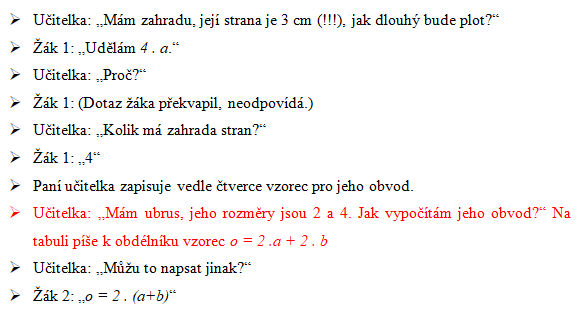 ➤ Učitelka: „Mám zahradu, její strana je 3 cm (!!!), jak dlouhý bude plot?“
➤ Žák 1: „Udělám 4 . a.“
➤ Učitelka: „Proč?“
➤ Žák 1: (Dotaz žáka překvapil, neodpovídá.)
➤ Učitelka: „Kolik má zahrada stran?“
➤ Žák 1: „4“
➤ Paní učitelka zapisuje vedle čtverce vzorec pro jeho obvod.
➤ Učitelka: „Mám ubrus, jeho rozměry jsou 2 a 4. Jak vypočítám jeho obvod?“ Na
tabuli píše k obdélníku vzorec o = 2 .a + 2 . b
➤ Učitelka: „Můžu to napsat jinak?“
➤ Žák 2: „o = 2 . (a+b)“